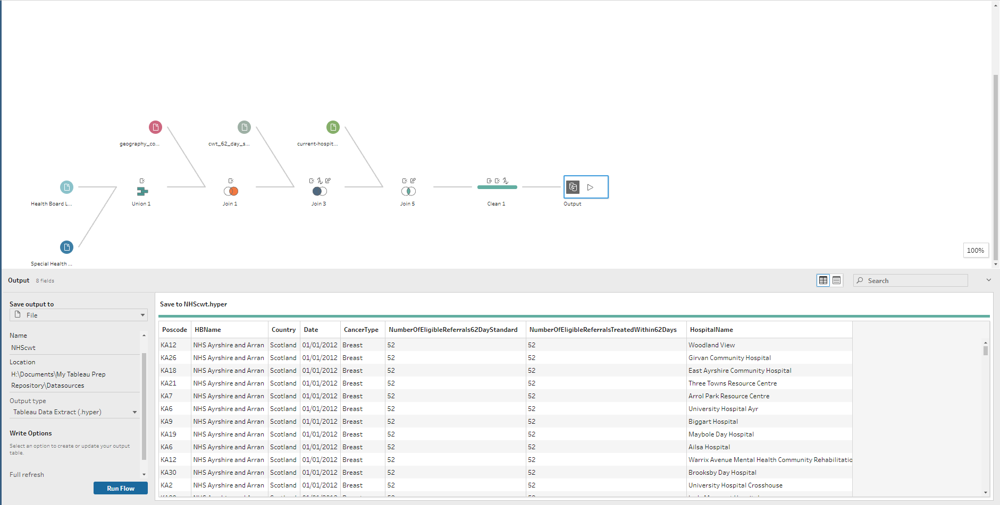 geography_co...
cwt_62_day_s...
current-hospit...
Health Board L...
Union 1
Join 1
Join 3
Join 5
Clean 1
Output
Special Health ...
100%
Output 8 fields
Search
Save output to
File
Name
NHScwt
Location
H:\Documents\My Tableau Prep
Repository\Datasources
Output type
Tableau Data Extract (.hyper)
Write Options
Select an option to create or update your output
table.
Full refresh
Run Flow
Save to NHScwt.hyper
Poscode HBName Country Date CancerType NumberOfEligibleReferrals62DayStandard NumberOfEligibleReferralsTreatedWithin62Days HospitalName
KA12 NHS Ayrshire and Arran Scotland 01/01/2012 Breast 52 52 Woodland View
KA26 NHS Ayrshire and Arran Scotland 01/01/2012 Breast 52 52 Girvan Community Hospital
KA18 NHS Ayrshire and Arran Scotland 01/01/2012 Breast 52 52 East Ayrshire Community Hospital
KA21 NHS Ayrshire and Arran Scotland 01/01/2012 Breast 52 52 Three Towns Resource Centre
KA7 NHS Ayrshire and Arran Scotland 01/01/2012 Breast 52 52 Arrol Park Resource Centre
KA6 NHS Ayrshire and Arran Scotland 01/01/2012 Breast 52 52 University Hospital Ayr
KA9 NHS Ayrshire and Arran Scotland 01/01/2012 Breast 52 52 Biggart Hospital
KA19 NHS Ayrshire and Arran Scotland 01/01/2012 Breast 52 52 Maybole Day Hospital
KA6 NHS Ayrshire and Arran Scotland 01/01/2012 Breast 52 52 Ailsa Hospital
KA12 NHS Ayrshire and Arran Scotland 01/01/2012 Breast 52 52 Warrix Avenue Mental Health Community Rehabilitatio
KA30 NHS Ayrshire and Arran Scotland 01/01/2012 Breast 52 52 Brooksby Day Hospital
KA2 NHS Ayrshire and Arran Scotland 01/01/2012 Breast 52 52 University Hospital Crosshouse